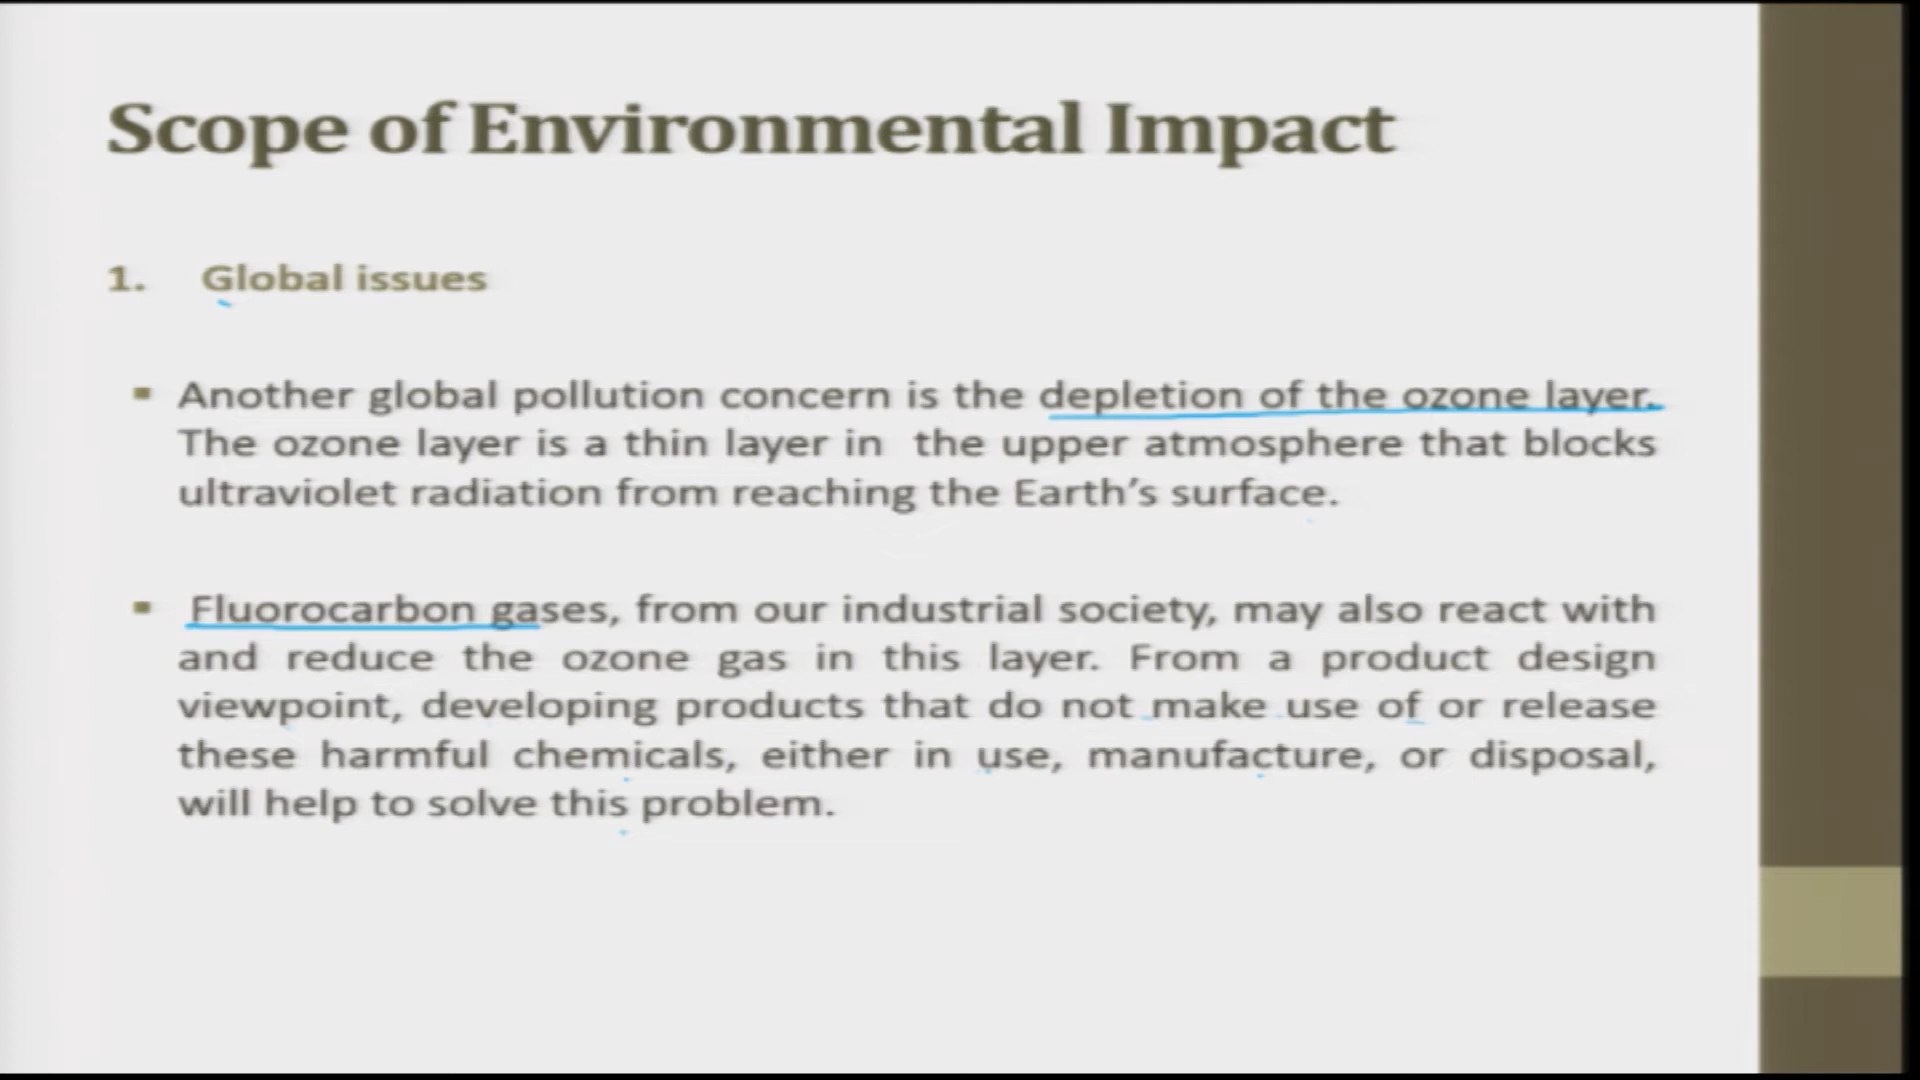 Scope of Environmental Impact
1. Global issues
▪ Another global pollution concern is the depletion of the ozone layer.
The ozone layer is a thin layer in the upper atmosphere that blocks
ultraviolet radiation from reaching the Earth’s surface.
▪ Fluorocarbon gases, from our industrial society, may also react with
and reduce the ozone gas in this layer. From a product design
viewpoint, developing products that do not make use of or release
these harmful chemicals, either in use, manufacture, or disposal,
will help to solve this problem.